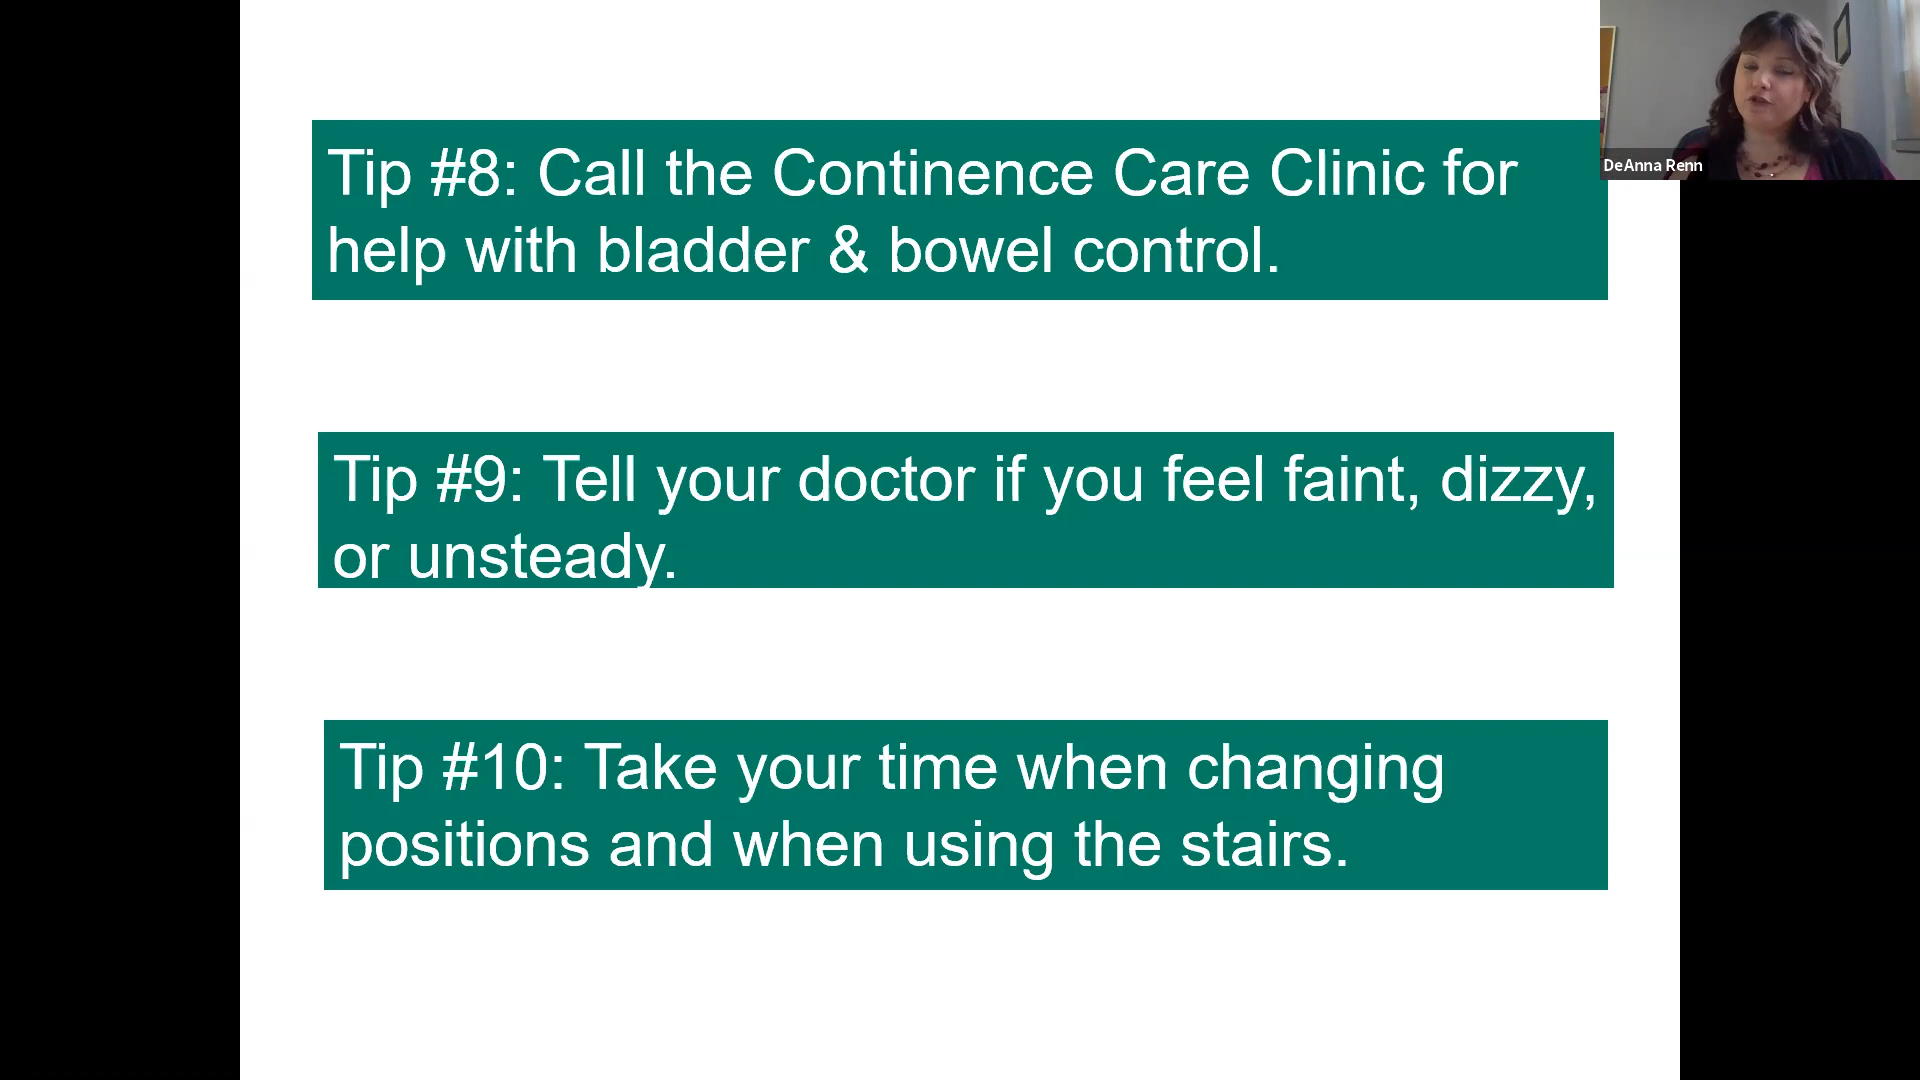 Tip #8: Call the Continence Care Clinic for
help with bladder & bowel control.
DeAnna Renn
Tip #9: Tell your doctor if you feel faint, dizzy,
or unsteady.
Tip #10: Take your time when changing
positions and when using the stairs.